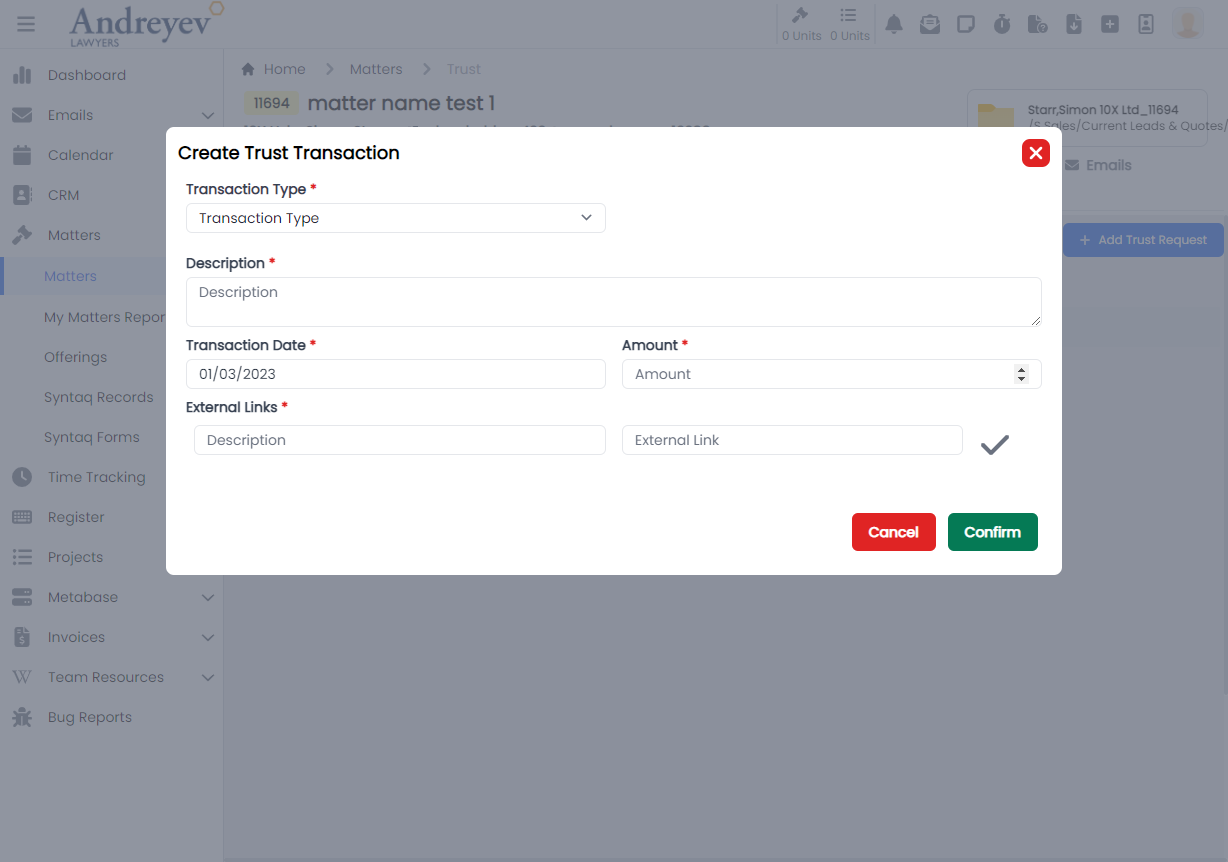 Andreyev
LAWYERS
0 Units 0 Units
Dashboard
Emails
Calendar
CRM
Matters
Matters
My Matters Repor
Offerings
Syntaq Records
Syntaq Forms
Time Tracking
Register
Projects
Metabase
Invoices
Team Resources
Bug Reports
Home > Matters > Trust
11694 matter name test 1
Starr,Simon 10X Ltd_11694
/S Sales/Current Leads & Quotes/
Emails
+ Add Trust Request
Create Trust Transaction
Transaction Type *
Transaction Type
Description *
Description
Transaction Date * Amount *
01/03/2023 Amount
External Links *
Description External Link
Cancel Confirm